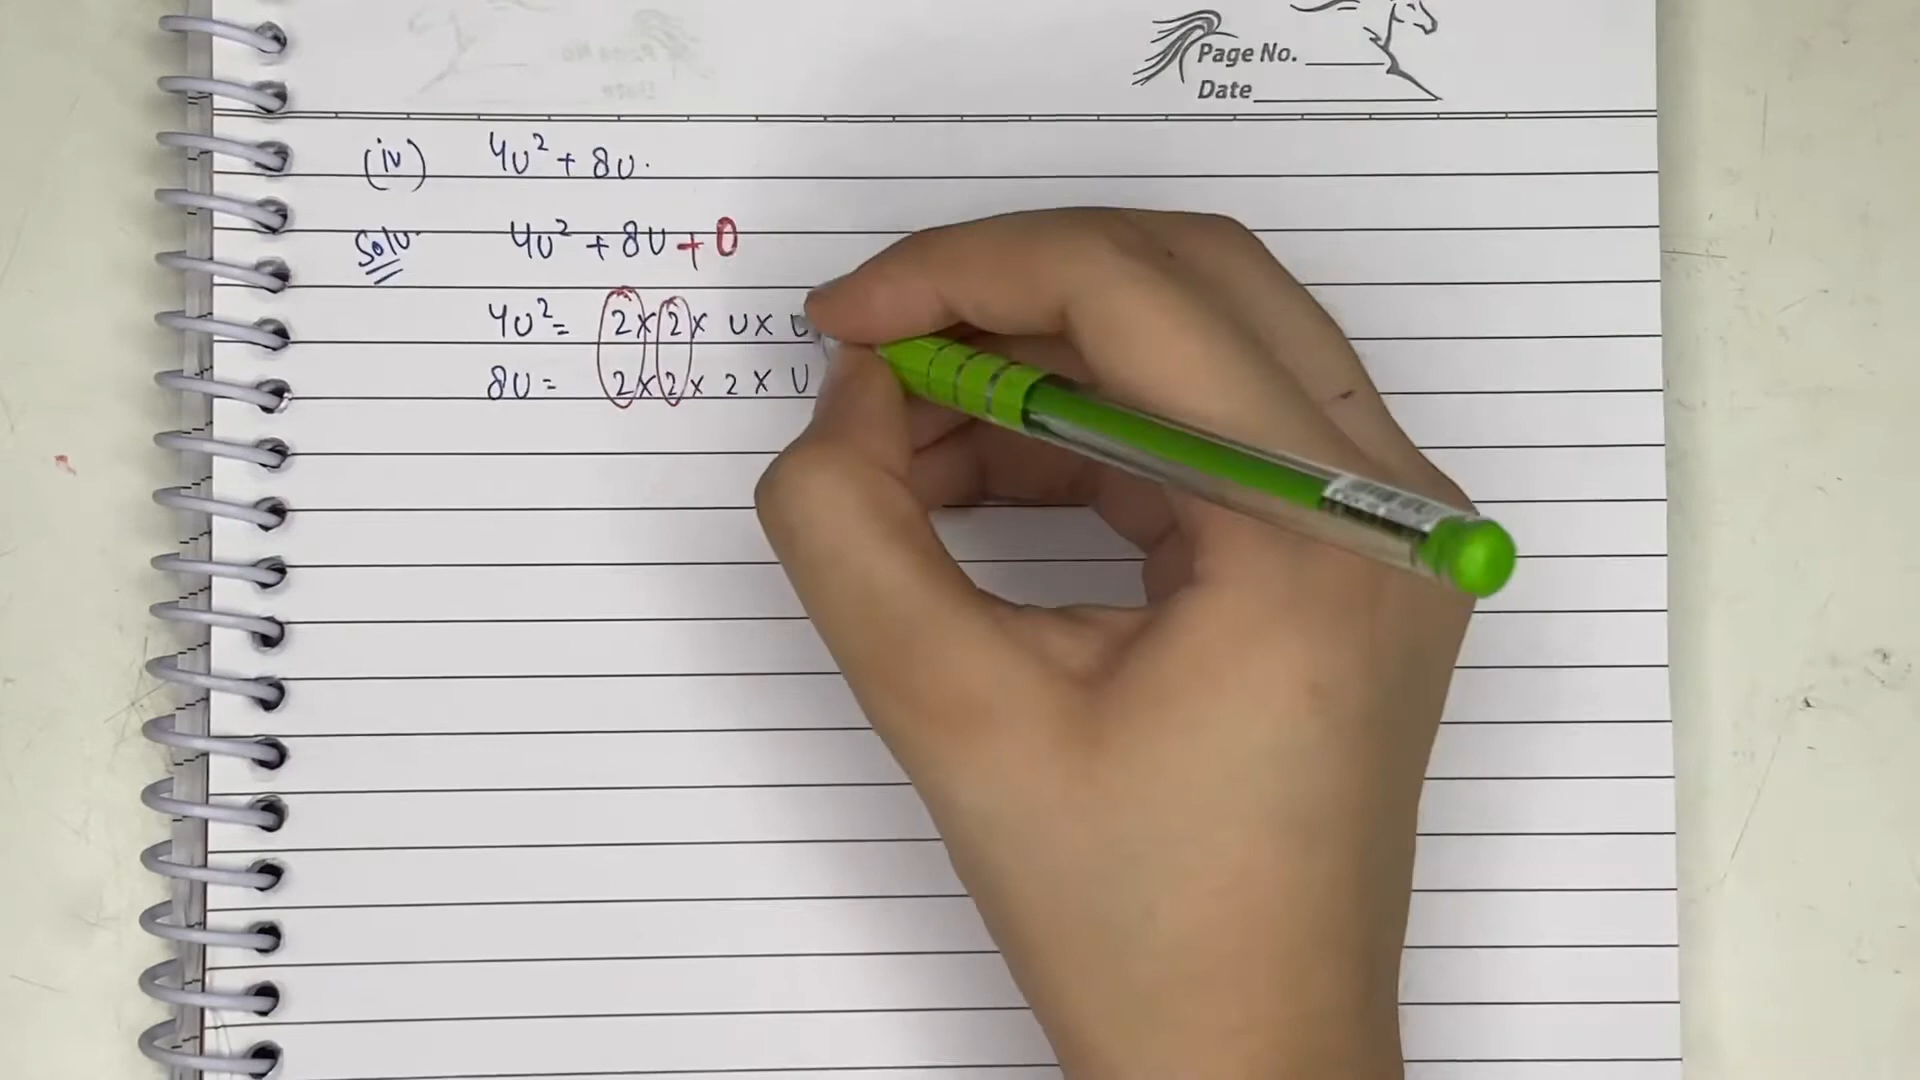 Page No.
Date
(iv) 4u² + 8u.
Solu. 4u² + 8u + 0
4u² = 2 x 2 x u x u
8u = 2 x 2 x 2 x u